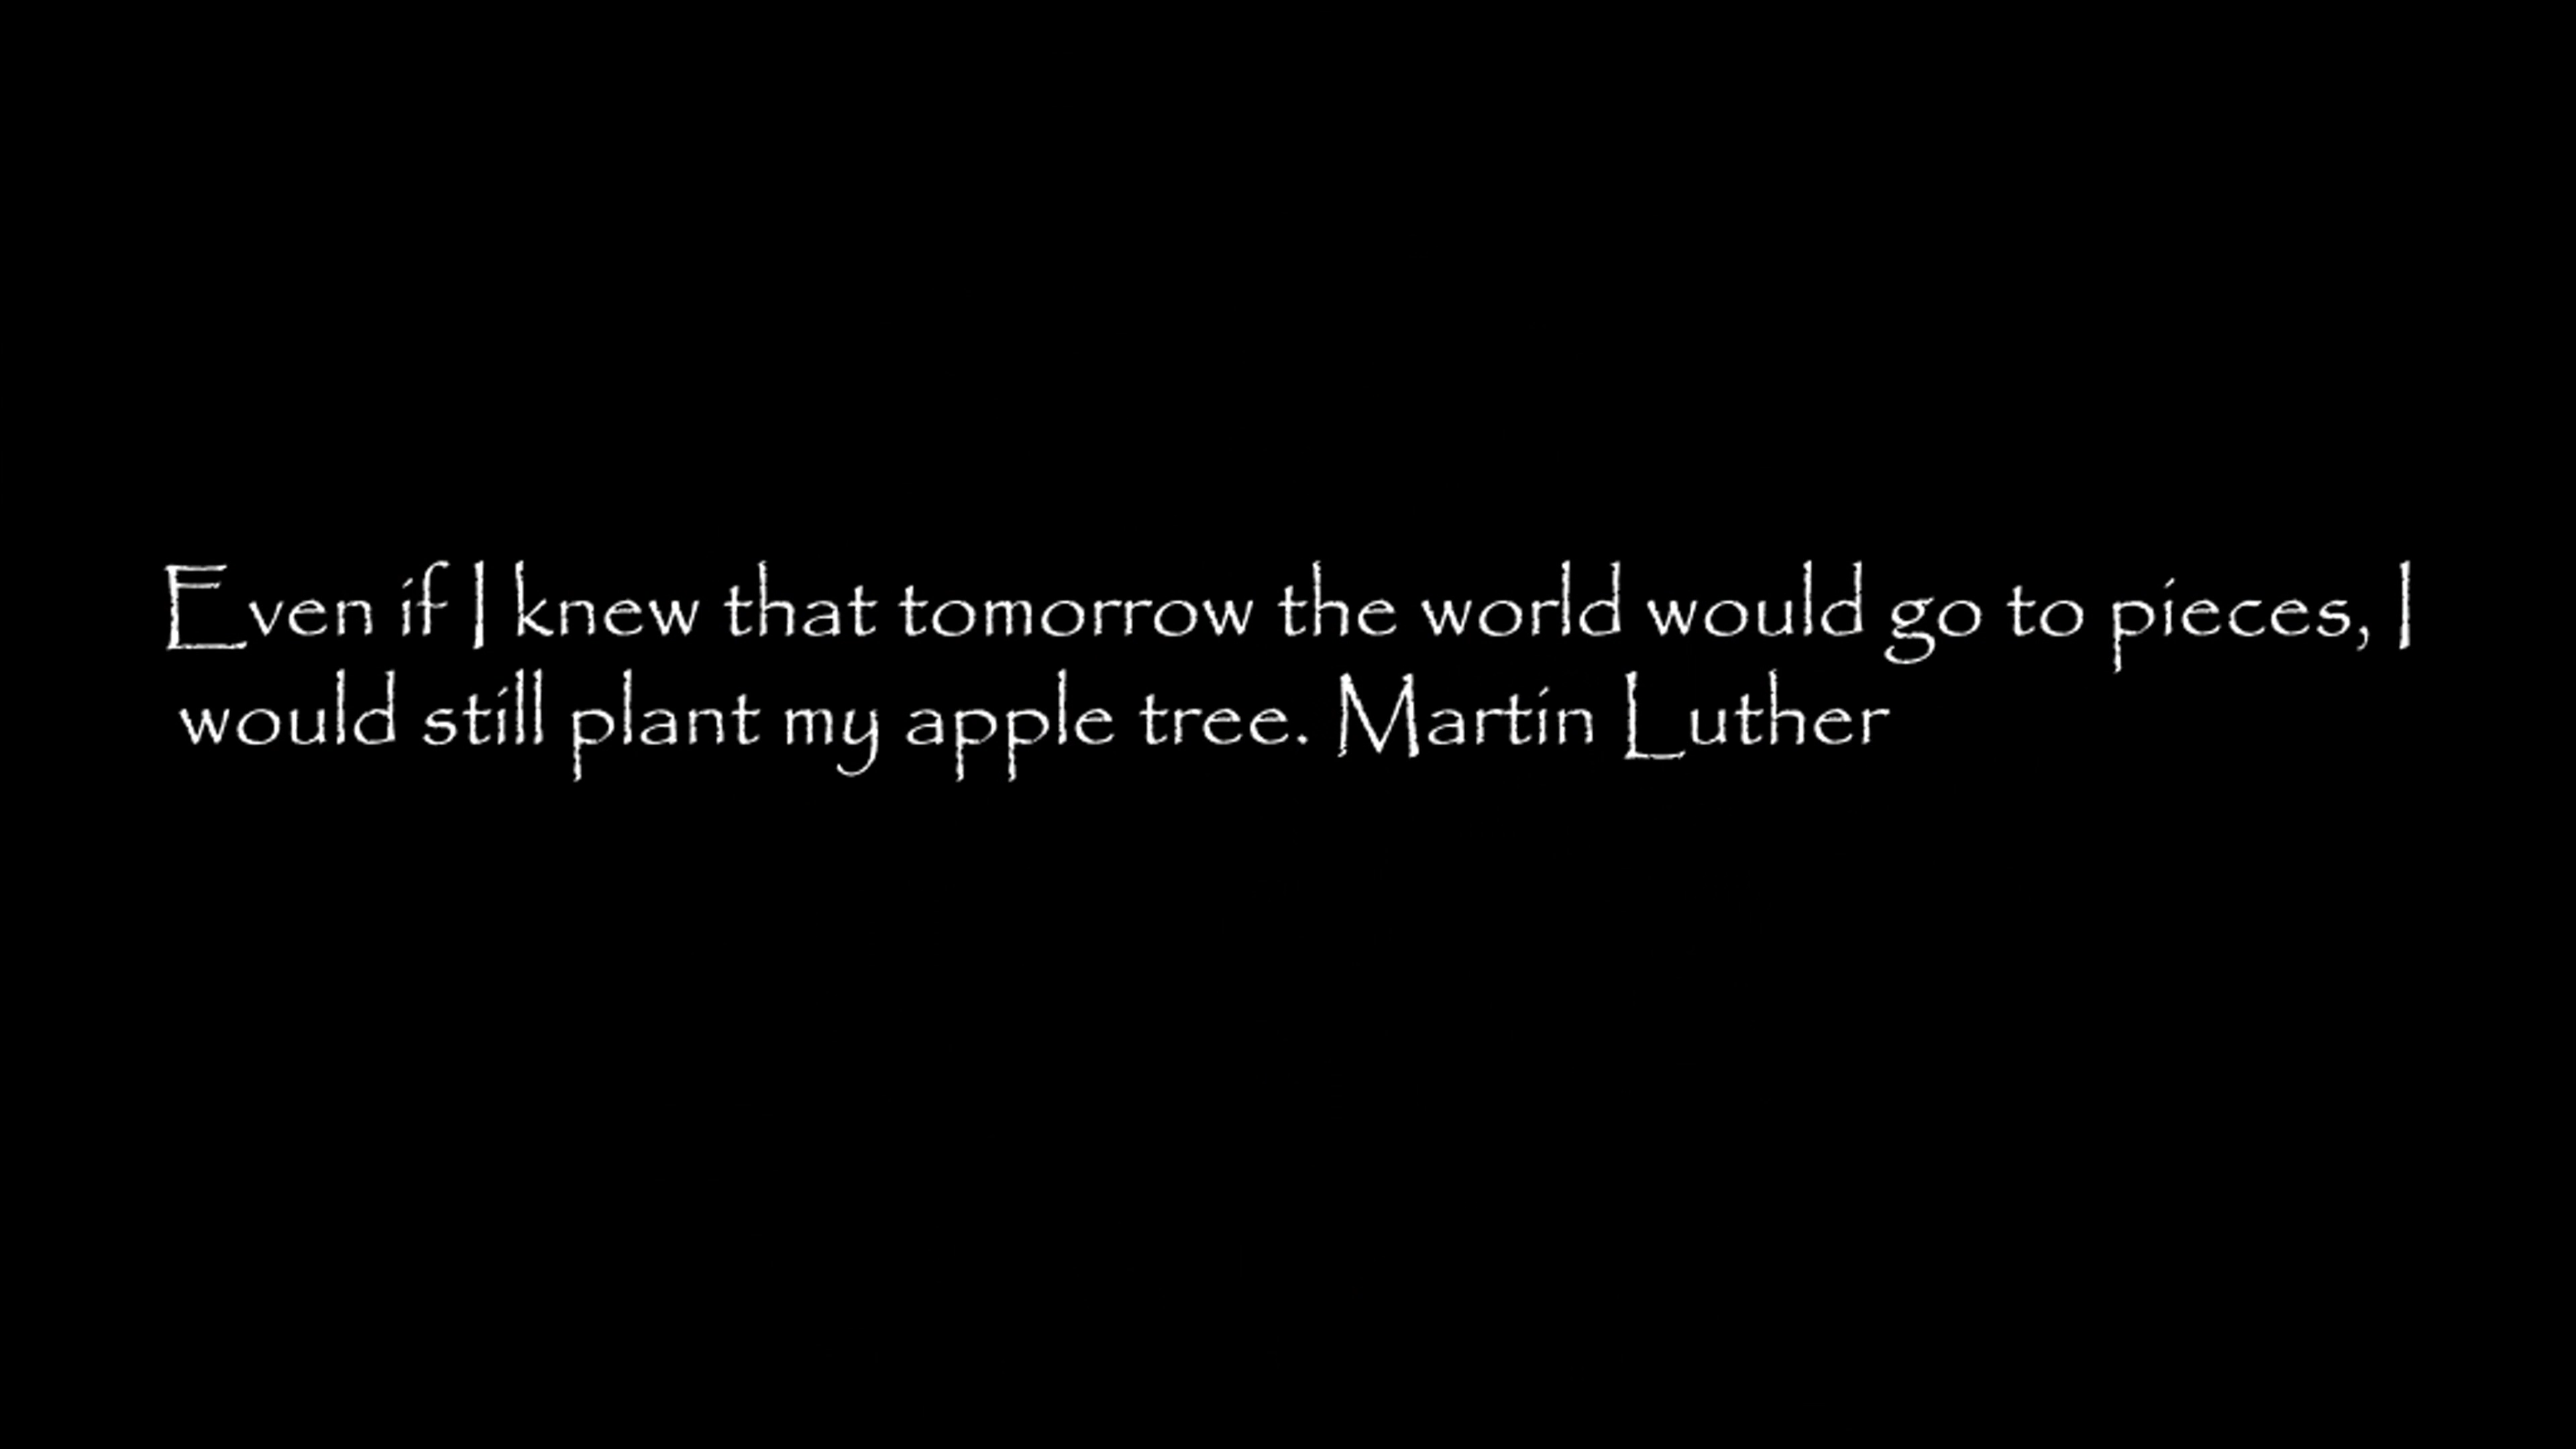 Even if I knew that tomorrow the world would go to pieces, I
would still plant my apple tree. Martin Luther